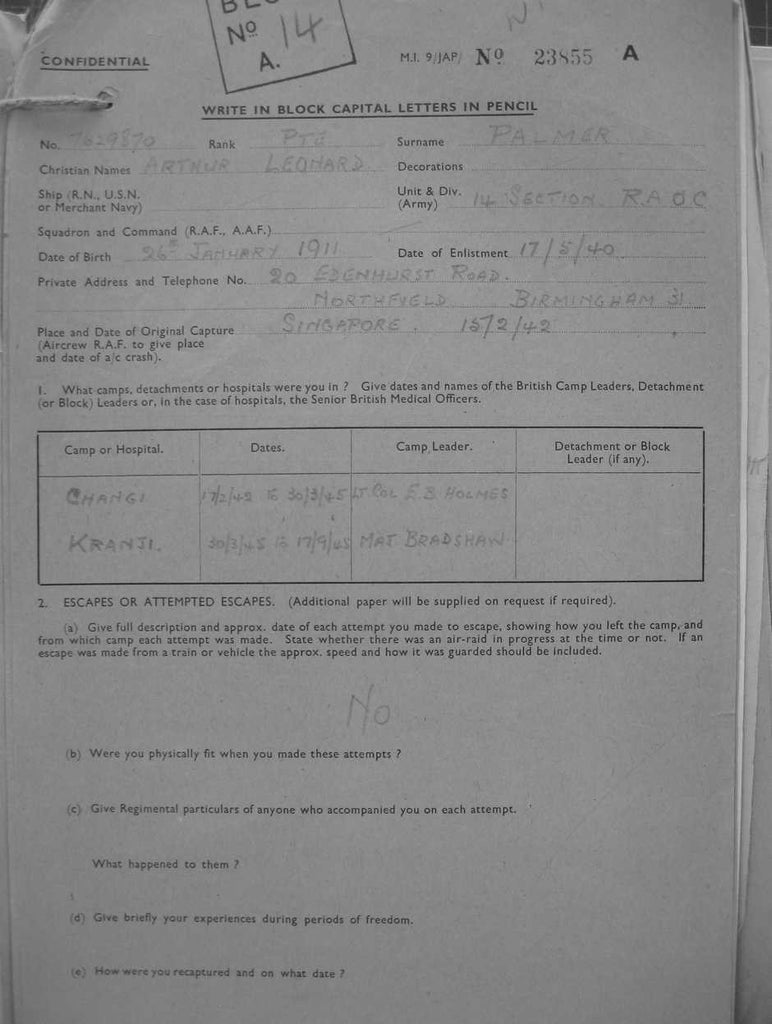 No 14
A.
CONFIDENTIAL
M.I. 9/JAP/ No 23855 A
WRITE IN BLOCK CAPITAL LETTERS IN PENCIL
No. 7629870 Rank PTE Surname PALMER
Christian Names ARTHUR LEONARD Decorations
Ship (R.N., U.S.N. or Merchant Navy) Unit & Div. (Army) 14 SECTION R.A.O.C
Squadron and Command (R.A.F., A.A.F.)
Date of Birth 26th JANUARY 1911 Date of Enlistment 17/5/40
Private Address and Telephone No. 20 EDENHURST ROAD.
NORTHFIELD BIRMINGHAM 31
Place and Date of Original Capture SINGAPORE. 15/2/42
(Aircrew R.A.F. to give place
and date of a/c crash).
1. What camps, detachments or hospitals were you in ? Give dates and names of the British Camp Leaders, Detachment
(or Block) Leaders or, in the case of hospitals, the Senior British Medical Officers.
Camp or Hospital. Dates. Camp Leader. Detachment or Block Leader (if any).
CHANGI 17/2/42 to 30/3/45 LT COL E.B HOLMES
KRANJI. 30/3/45 to 17/9/45 MAT BRADSHAW
2. ESCAPES OR ATTEMPTED ESCAPES. (Additional paper will be supplied on request if required).
(a) Give full description and approx. date of each attempt you made to escape, showing how you left the camp, and
from which camp each attempt was made. State whether there was an air-raid in progress at the time or not. If an
escape was made from a train or vehicle the approx. speed and how it was guarded should be included.
No
(b) Were you physically fit when you made these attempts ?
(c) Give Regimental particulars of anyone who accompanied you on each attempt.
What happened to them ?
(d) Give briefly your experiences during periods of freedom.
(e) How were you recaptured and on what date ?